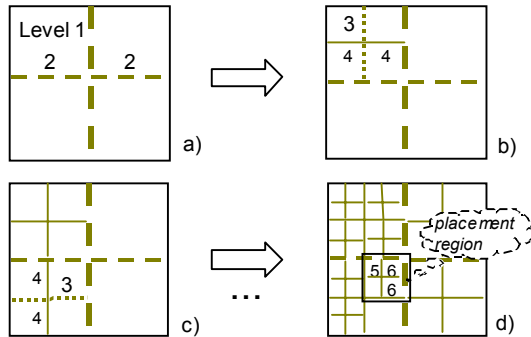 Level 1
2 2
a)
3
4 4
b)
4 3
4
c)
...
placement
region
5 6
6
d)